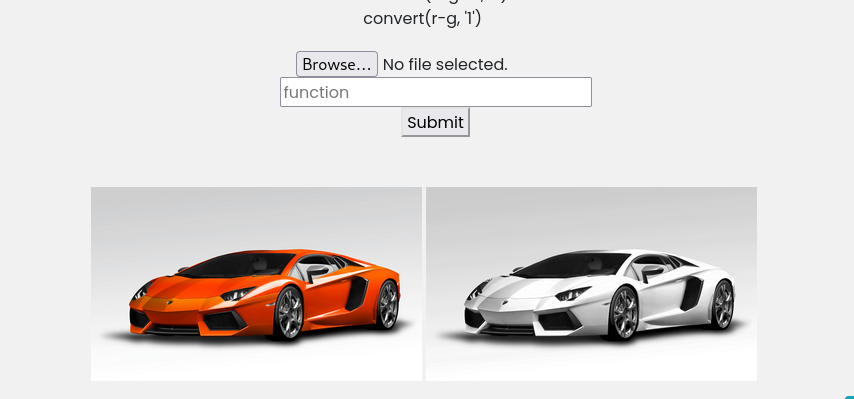 convert(r-g, '1')
Browse... No file selected.
function
Submit